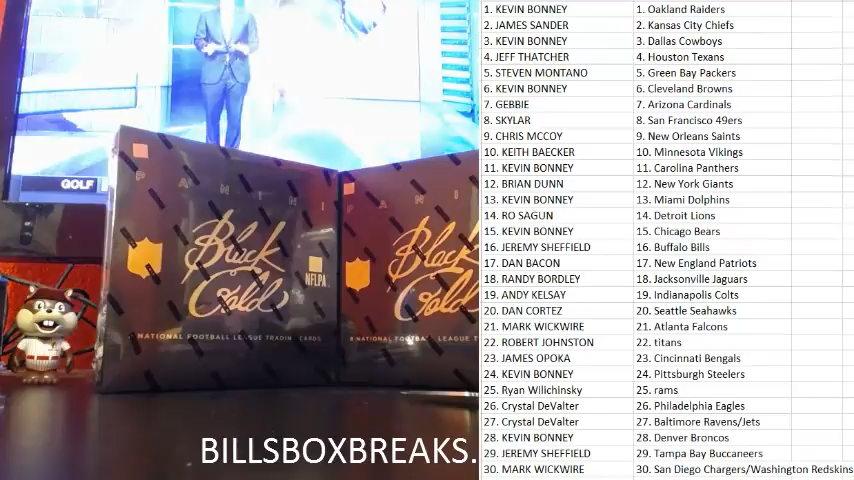 GOLF
PANINI
PANI
Black
Gold
Black
Gold
NFLPA
NATIONAL FOOTBALL LEAGUE TRADING CARDS
NATIONAL FOOTBALL LEAGUE T
BILLSBOXBREAKS.
1. KEVIN BONNEY 1. Oakland Raiders
2. JAMES SANDER 2. Kansas City Chiefs
3. KEVIN BONNEY 3. Dallas Cowboys
4. JEFF THATCHER 4. Houston Texans
5. STEVEN MONTANO 5. Green Bay Packers
6. KEVIN BONNEY 6. Cleveland Browns
7. GEBBIE 7. Arizona Cardinals
8. SKYLAR 8. San Francisco 49ers
9. CHRIS MCCOY 9. New Orleans Saints
10. KEITH BAECKER 10. Minnesota Vikings
11. KEVIN BONNEY 11. Carolina Panthers
12. BRIAN DUNN 12. New York Giants
13. KEVIN BONNEY 13. Miami Dolphins
14. RO SAGUN 14. Detroit Lions
15. KEVIN BONNEY 15. Chicago Bears
16. JEREMY SHEFFIELD 16. Buffalo Bills
17. DAN BACON 17. New England Patriots
18. RANDY BORDLEY 18. Jacksonville Jaguars
19. ANDY KELSAY 19. Indianapolis Colts
20. DAN CORTEZ 20. Seattle Seahawks
21. MARK WICKWIRE 21. Atlanta Falcons
22. ROBERT JOHNSTON 22. titans
23. JAMES OPOKA 23. Cincinnati Bengals
24. KEVIN BONNEY 24. Pittsburgh Steelers
25. Ryan Wilichinsky 25. rams
26. Crystal DeValter 26. Philadelphia Eagles
27. Crystal DeValter 27. Baltimore Ravens/Jets
28. KEVIN BONNEY 28. Denver Broncos
29. JEREMY SHEFFIELD 29. Tampa Bay Buccaneers
30. MARK WICKWIRE 30. San Diego Chargers/Washington Redskins